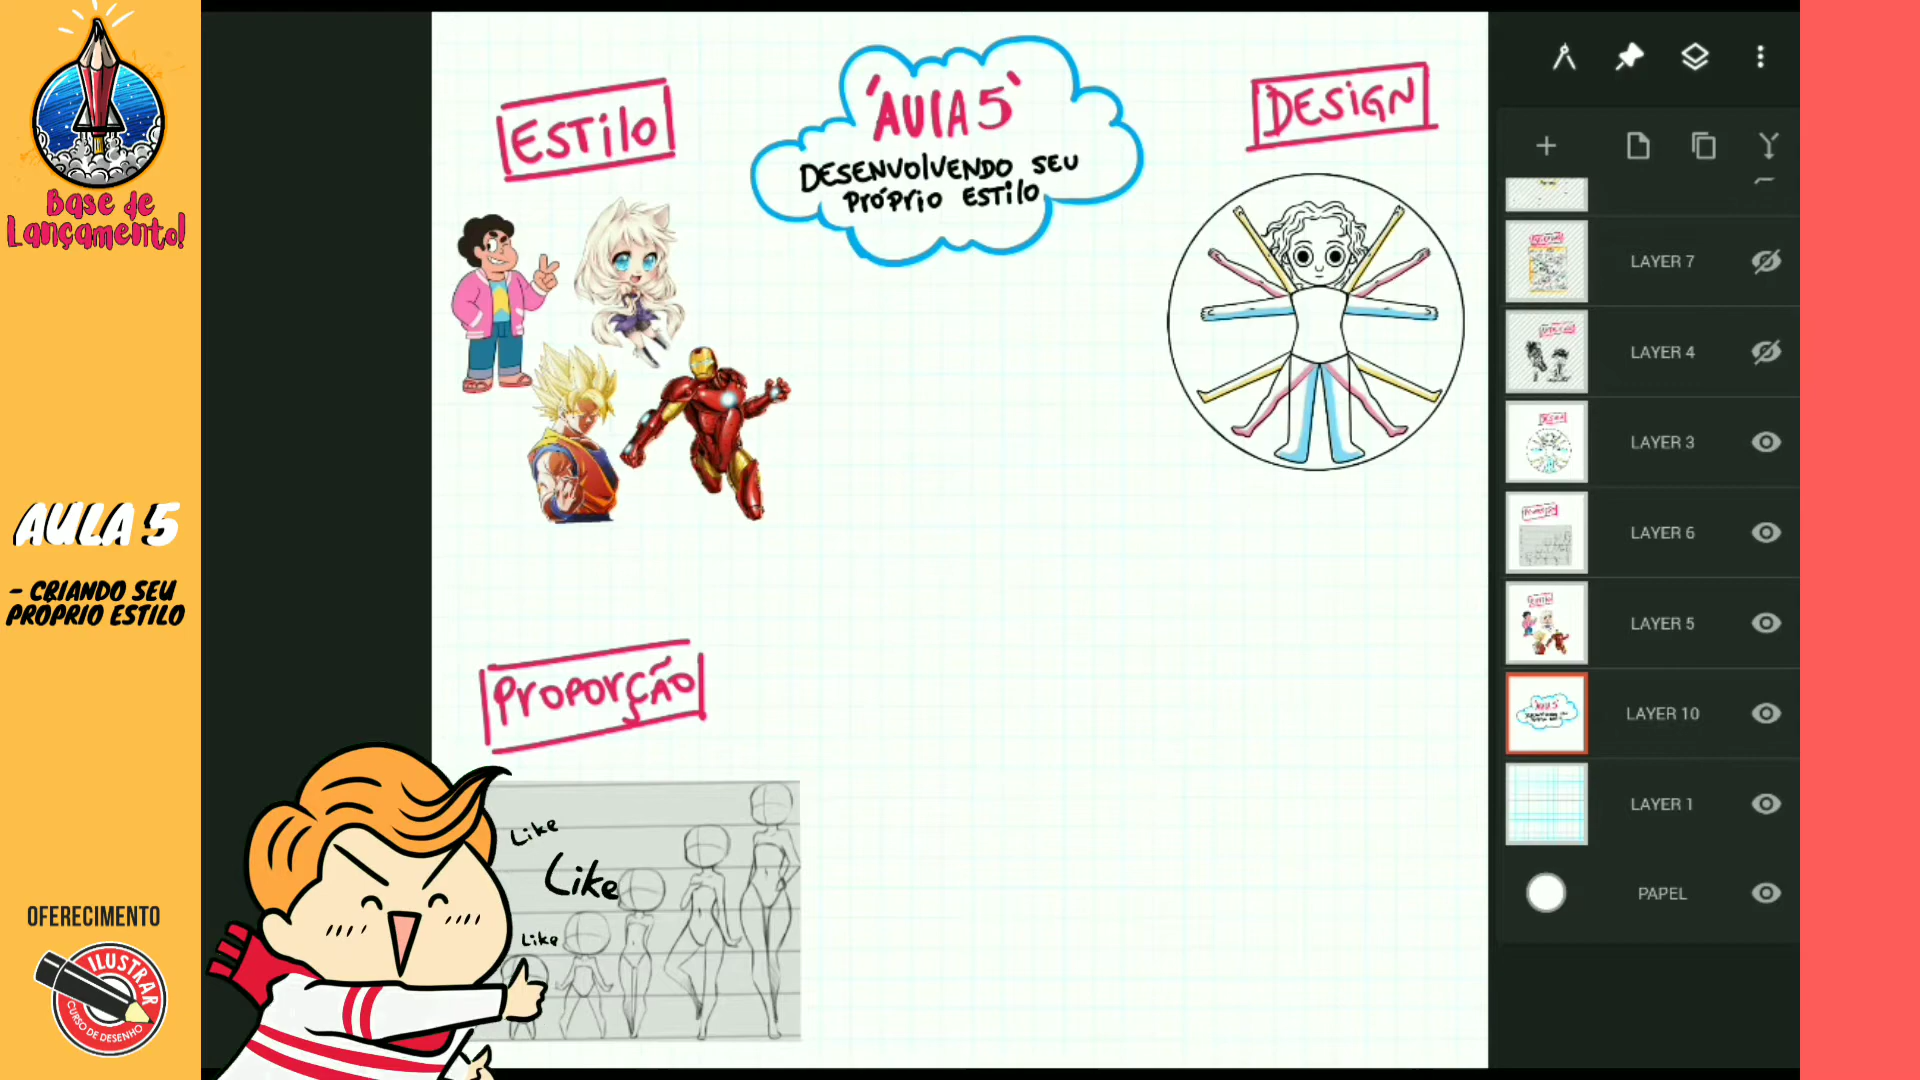 Base de
Lançamento!
AULA 5
- CRIANDO SEU
PRÓPRIO ESTILO
OFERECIMENTO
ILUSTRAR
CURSO DE DESENHO
ESTILO
'AULA 5'
DESENVOLVENDO SEU
PRÓPRIO ESTILO
DESIGN
PROPORÇÃO
Like
Like
Like
LAYER 7
LAYER 4
LAYER 3
LAYER 6
LAYER 5
LAYER 10
LAYER 1
PAPEL